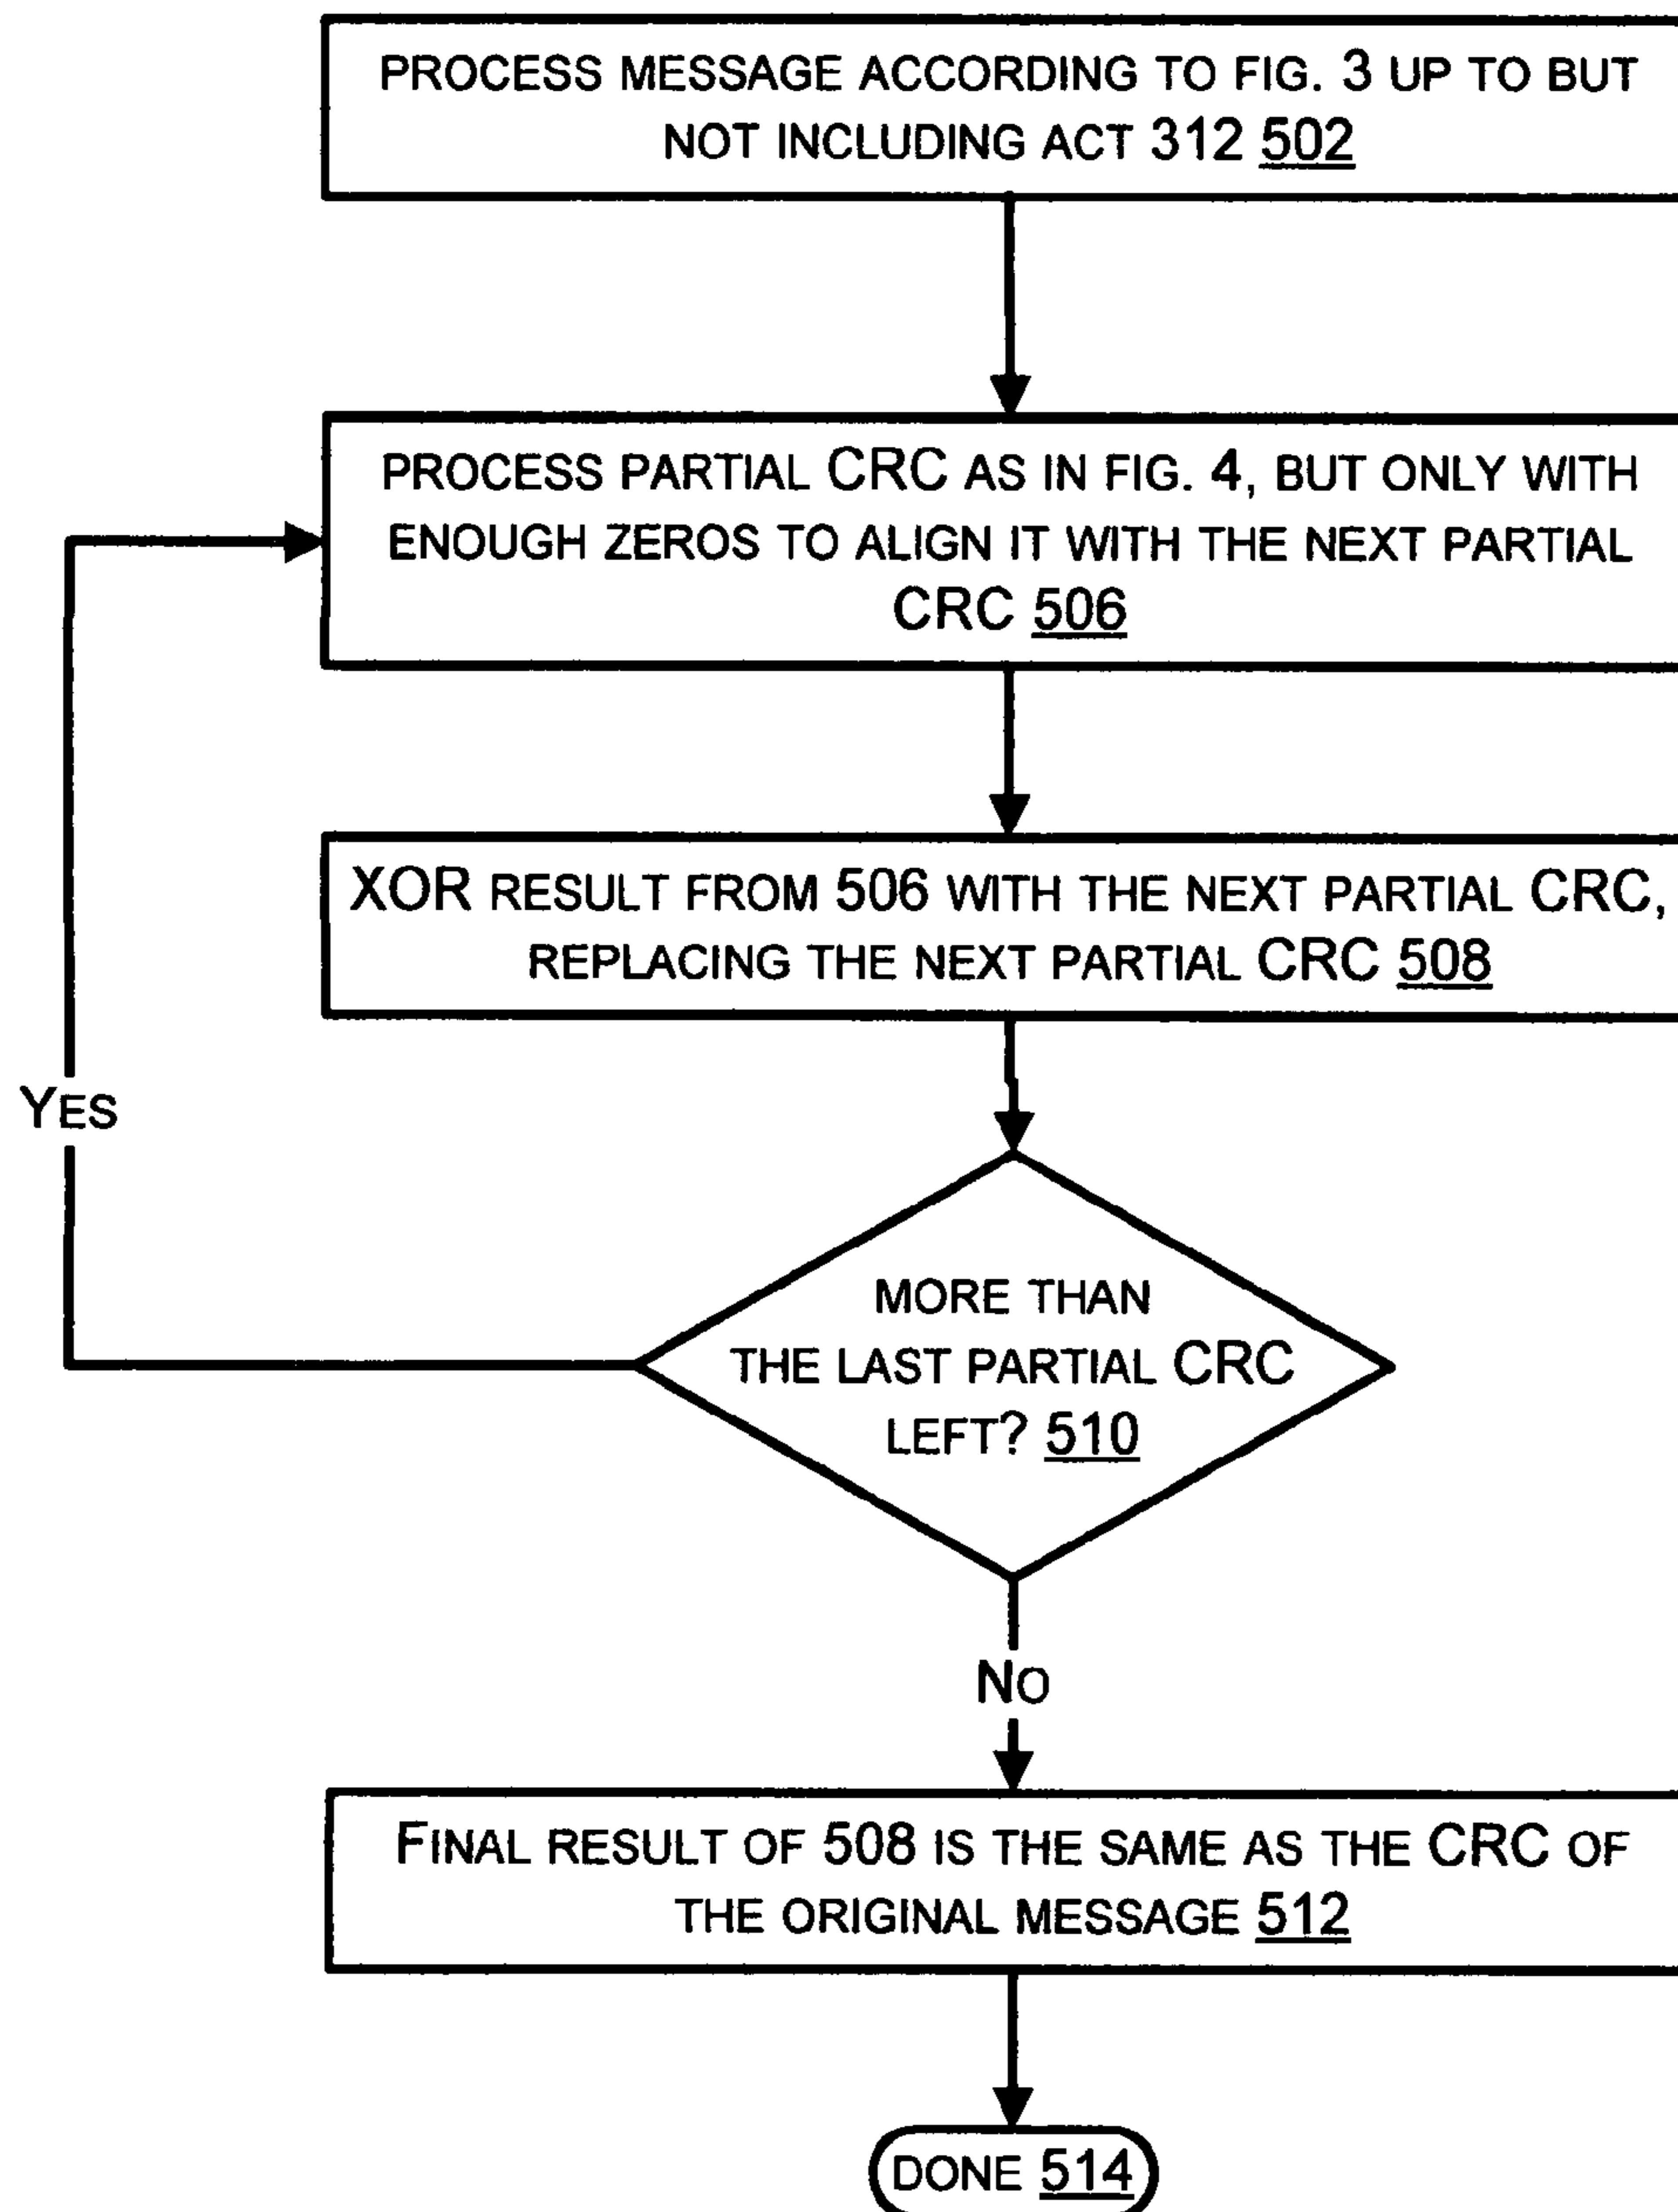 PROCESS MESSAGE ACCORDING TO FIG. 3 UP TO BUT
NOT INCLUDING ACT 312 502
PROCESS PARTIAL CRC AS IN FIG. 4, BUT ONLY WITH
ENOUGH ZEROS TO ALIGN IT WITH THE NEXT PARTIAL
CRC 506
XOR RESULT FROM 506 WITH THE NEXT PARTIAL CRC,
REPLACING THE NEXT PARTIAL CRC 508
YES
MORE THAN
THE LAST PARTIAL CRC
LEFT? 510
NO
FINAL RESULT OF 508 IS THE SAME AS THE CRC OF
THE ORIGINAL MESSAGE 512
DONE 514